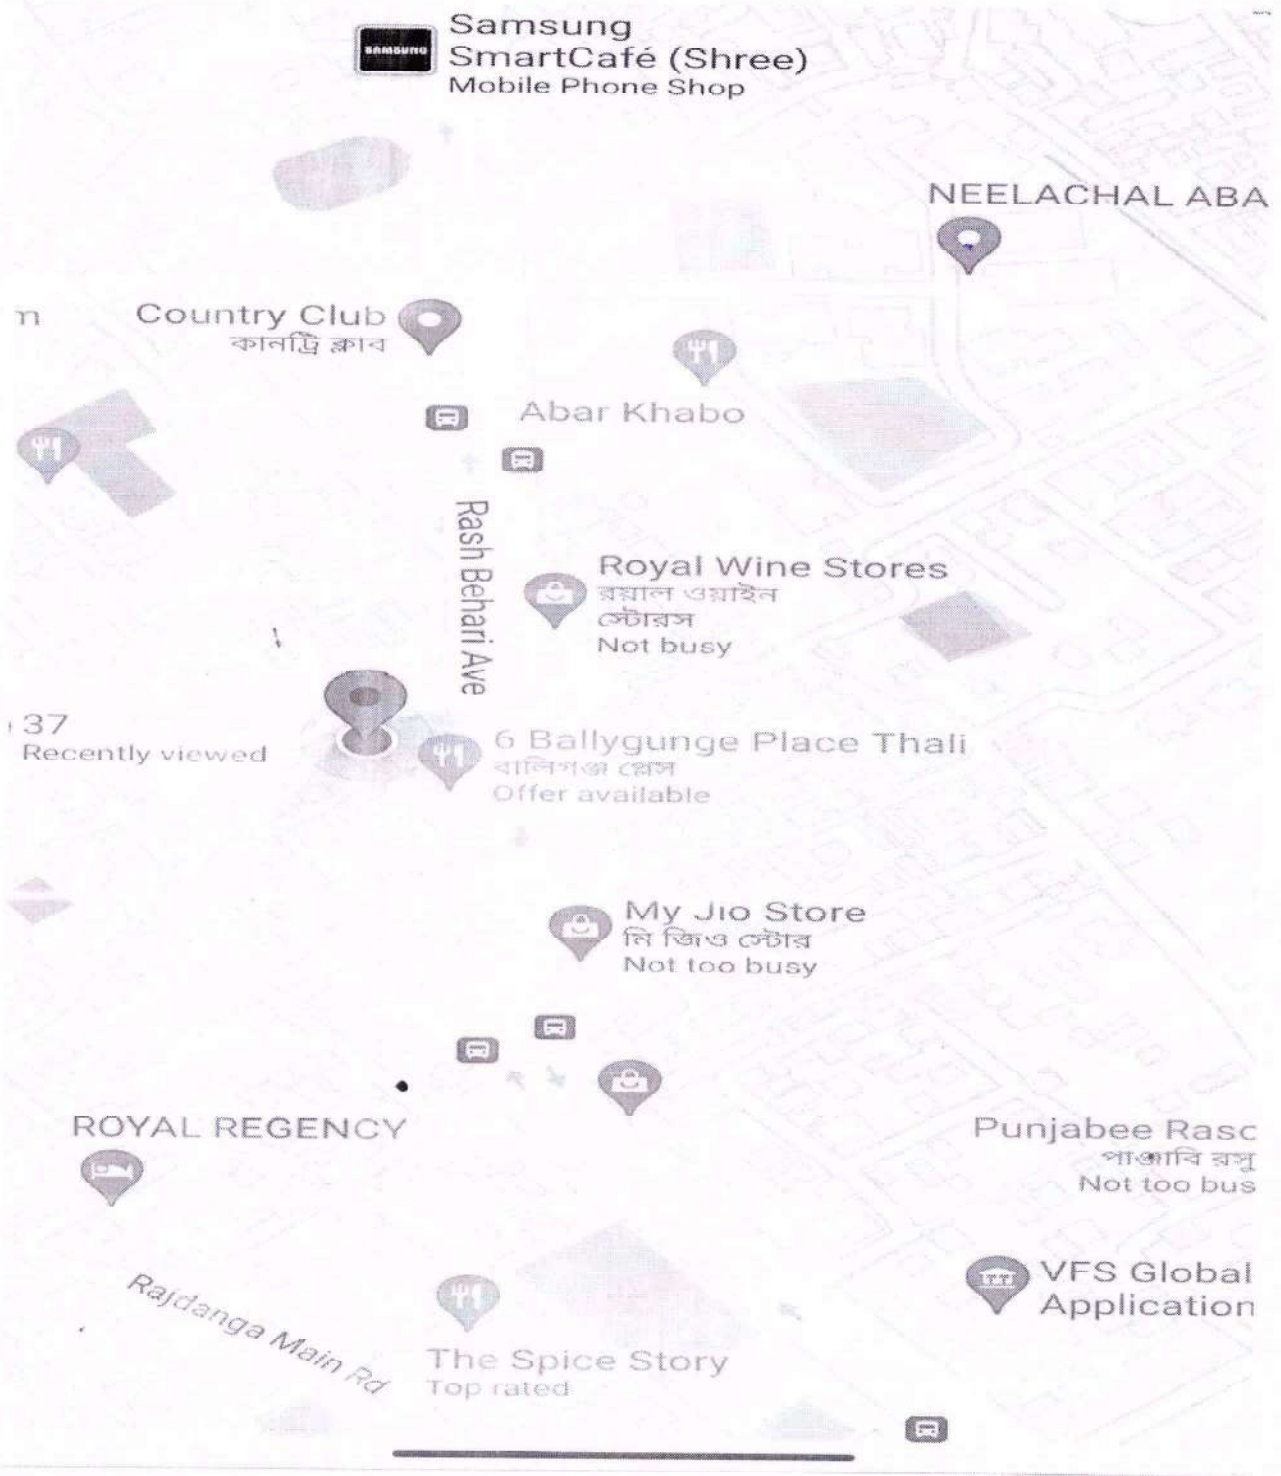 SAMSUNG
Samsung
SmartCafé (Shree)
Mobile Phone Shop
NEELACHAL ABA
n
Country Club
কানট্রি ক্লাব
Abar Khabo
Rash Behari Ave
Royal Wine Stores
রয়াল ওয়াইন
স্টোরস
Not busy
37
Recently viewed
6 Ballygunge Place Thali
বালিগঞ্জ প্লেস
Offer available
My Jio Store
মি জিও স্টোর
Not too busy
ROYAL REGENCY
Punjabee Raso
পাঞ্জাবি রসু
Not too bus
VFS Global
Application
Rajdanga Main Rd
The Spice Story
Top rated